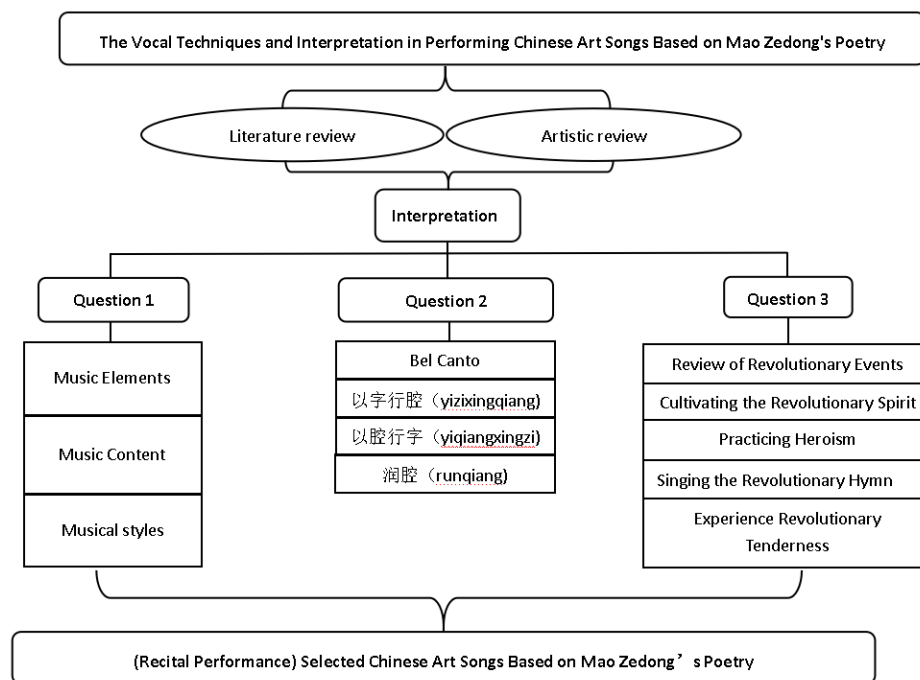 The Vocal Techniques and Interpretation in Performing Chinese Art Songs Based on Mao Zedong's Poetry
Literature review
Artistic review
Interpretation
Question 1
Question 2
Question 3
Music Elements
Music Content
Musical styles
Bel Canto
以字行腔（yizixingqiang)
以腔行字（yiqiangxingzi)
润腔（runqiang)
Review of Revolutionary Events
Cultivating the Revolutionary Spirit
Practicing Heroism
Singing the Revolutionary Hymn
Experience Revolutionary
Tenderness
(Recital Performance) Selected Chinese Art Songs Based on Mao Zedong’s Poetry